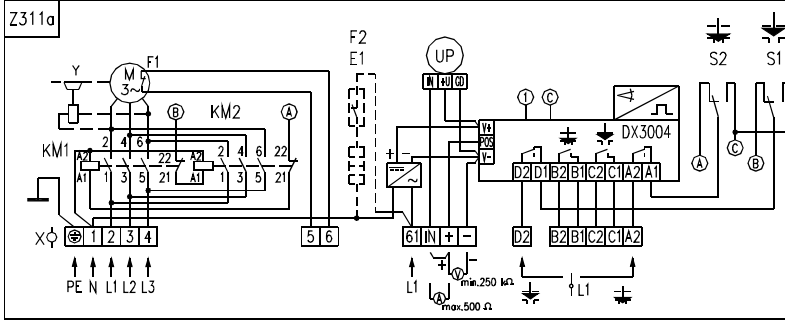 Z311a
F2
E1
S2 S1
Y M 3~ F1
UP
IN +U GD
B KM2 A
1 C
DX3004
V+
POS
V-
2 4 6
KM1 A2 22 A2 2 4 6 22
A1 1 3 5 21 A1 1 3 5 21
+ - ~
D2 D1 B2 B1 C2 C1 A2 A1
A C B
X 1 2 3 4 5 6 61 IN + - D2 B2 B1 C2 C1 A2
PE N L1 L2 L3 L1 + - L1
V min.250 kΩ
A max.500 Ω